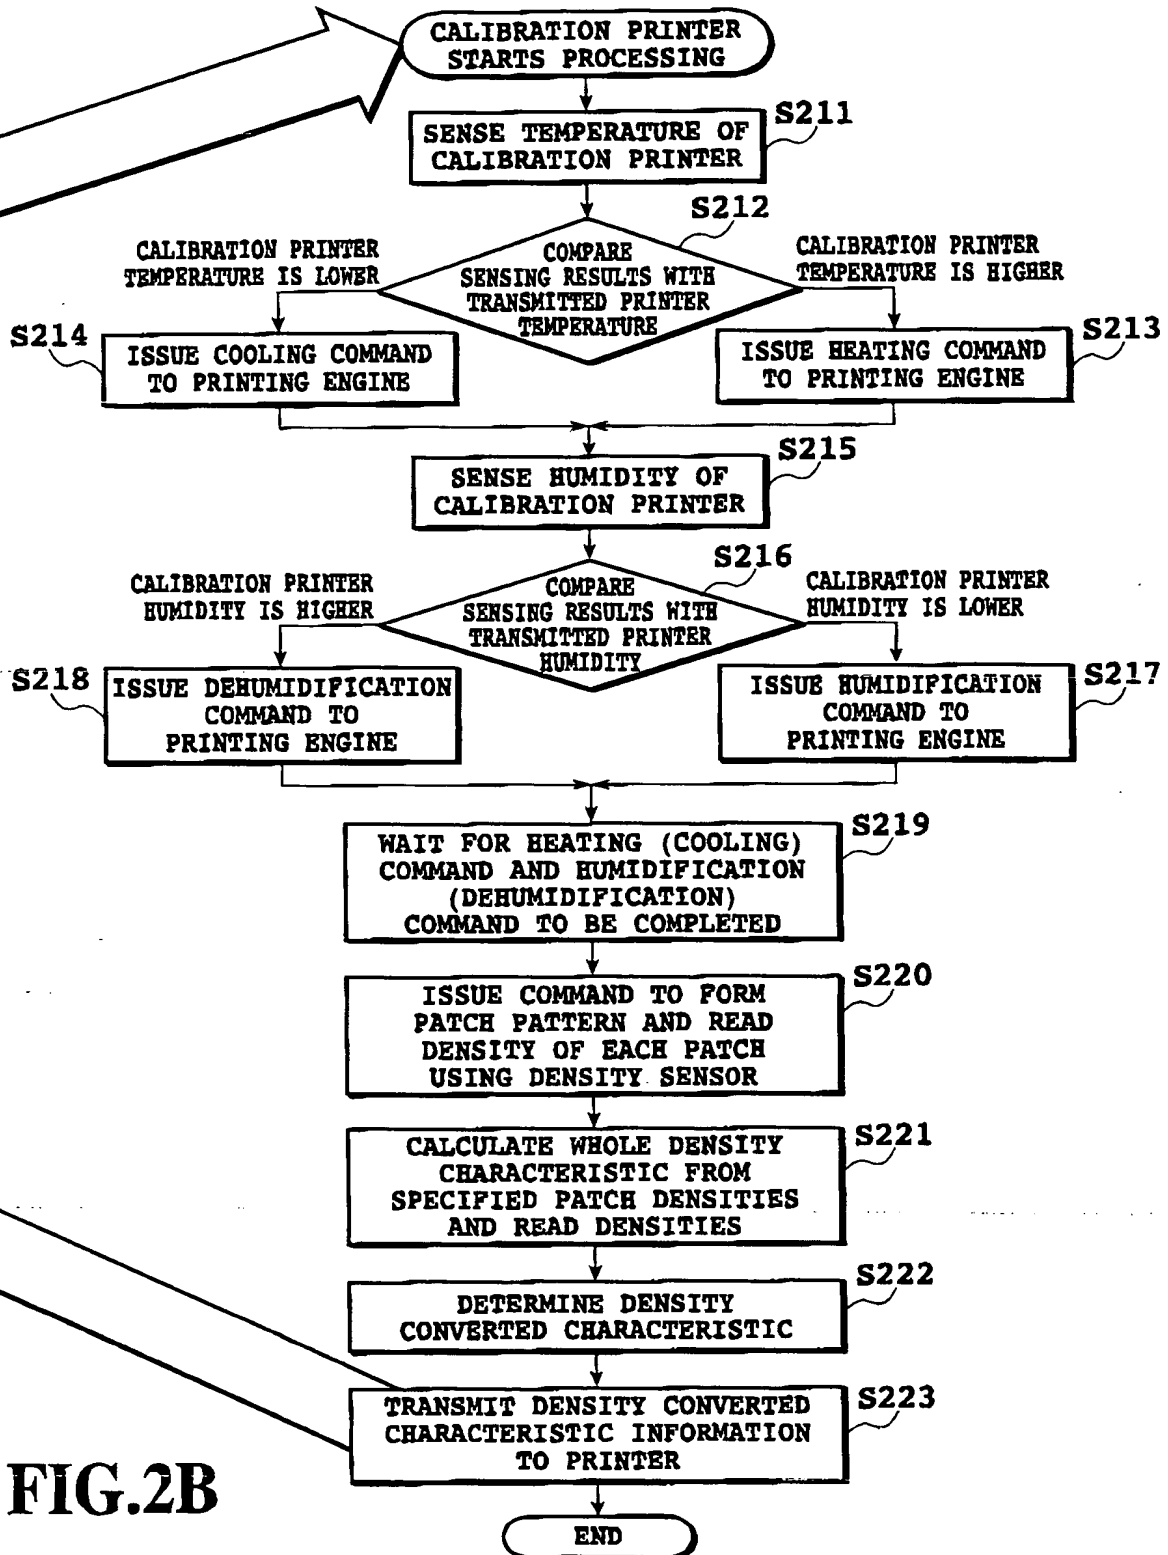 CALIBRATION PRINTER
STARTS PROCESSING
S211
SENSE TEMPERATURE OF
CALIBRATION PRINTER
S212
CALIBRATION PRINTER
TEMPERATURE IS LOWER
COMPARE
SENSING RESULTS WITH
TRANSMITTED PRINTER
TEMPERATURE
CALIBRATION PRINTER
TEMPERATURE IS HIGHER
S214
ISSUE COOLING COMMAND
TO PRINTING ENGINE
S213
ISSUE HEATING COMMAND
TO PRINTING ENGINE
S215
SENSE HUMIDITY OF
CALIBRATION PRINTER
S216
CALIBRATION PRINTER
HUMIDITY IS HIGHER
COMPARE
SENSING RESULTS WITH
TRANSMITTED PRINTER
HUMIDITY
CALIBRATION PRINTER
HUMIDITY IS LOWER
S218
ISSUE DEHUMIDIFICATION
COMMAND TO
PRINTING ENGINE
S217
ISSUE HUMIDIFICATION
COMMAND TO
PRINTING ENGINE
S219
WAIT FOR HEATING (COOLING)
COMMAND AND HUMIDIFICATION
(DEHUMIDIFICATION)
COMMAND TO BE COMPLETED
S220
ISSUE COMMAND TO FORM
PATCH PATTERN AND READ
DENSITY OF EACH PATCH
USING DENSITY SENSOR
S221
CALCULATE WHOLE DENSITY
CHARACTERISTIC FROM
SPECIFIED PATCH DENSITIES
AND READ DENSITIES
S222
DETERMINE DENSITY
CONVERTED CHARACTERISTIC
S223
TRANSMIT DENSITY CONVERTED
CHARACTERISTIC INFORMATION
TO PRINTER
FIG.2B
END